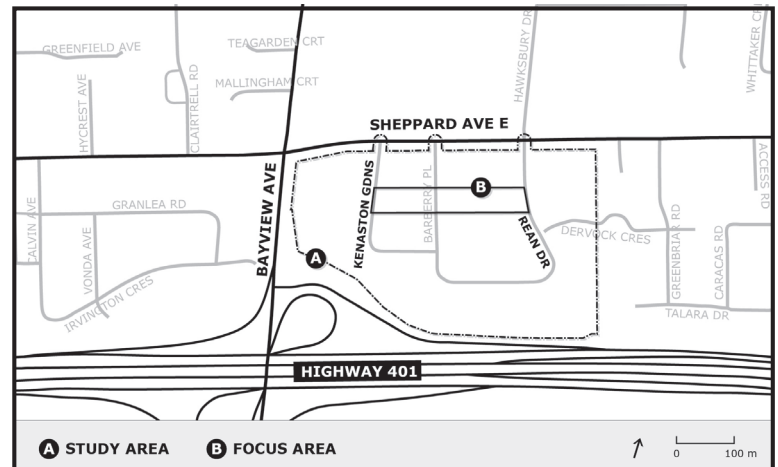 GREENFIELD AVE
TEAGARDEN CRT
HAWKSBURY DR
WHITTAKER CR
MALLINGHAM CRT
HYCREST AVE
CLAIRTRELL RD
SHEPPARD AVE E
BAYVIEW AVE
KENASTON GDNS
BARBERRY PL
B
ACCESS RD
CALVIN AVE
GRANLEA RD
VONDA AVE
REAN DR
DERVOCK CRES
GREENBRIAR RD
CARACAS RD
A
IRVINGTON CRES
TALARA DR
HIGHWAY 401
A STUDY AREA
B FOCUS AREA
0 100 m